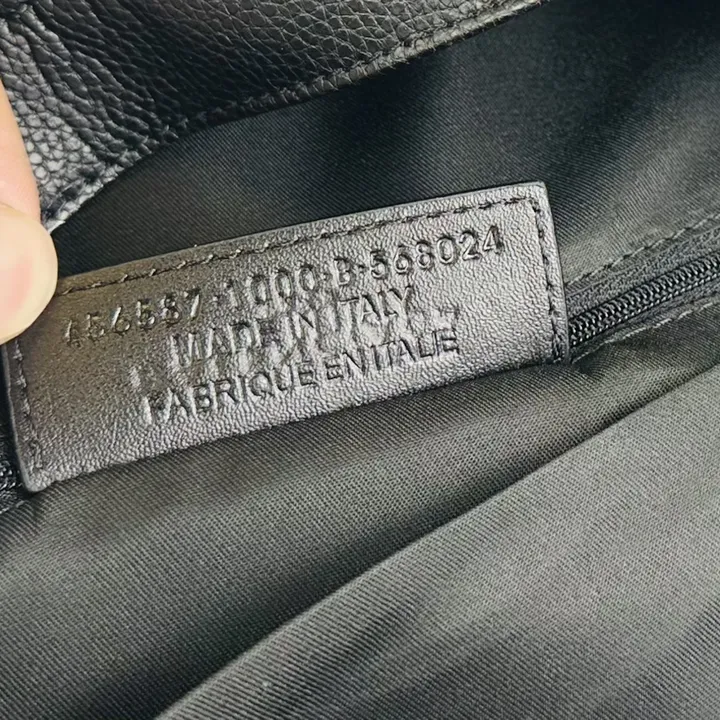 456587·1000·B·568024
MADE IN ITALY
FABRIQUE EN ITALIE